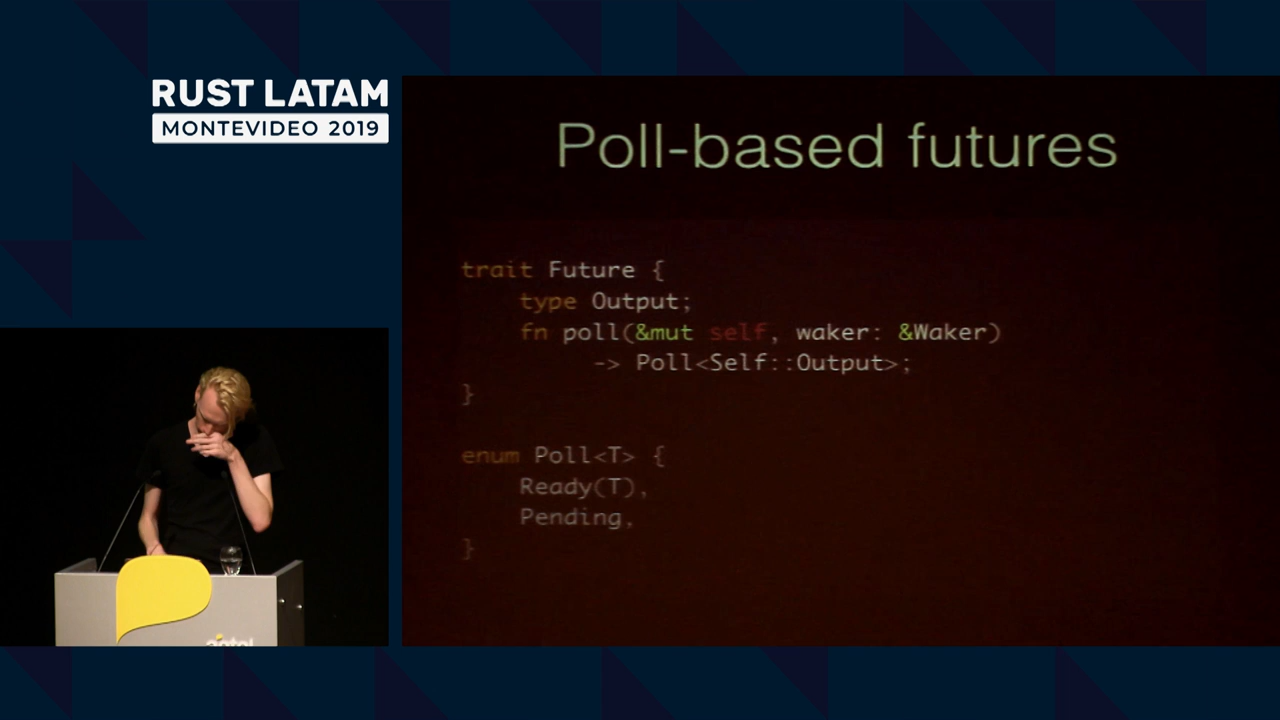 RUST LATAM
MONTEVIDEO 2019
Poll-based futures
trait Future {
type Output;
fn poll(&mut self, waker: &Waker)
-> Poll<Self::Output>;
}
enum Poll<T> {
Ready(T),
Pending,
}
antel